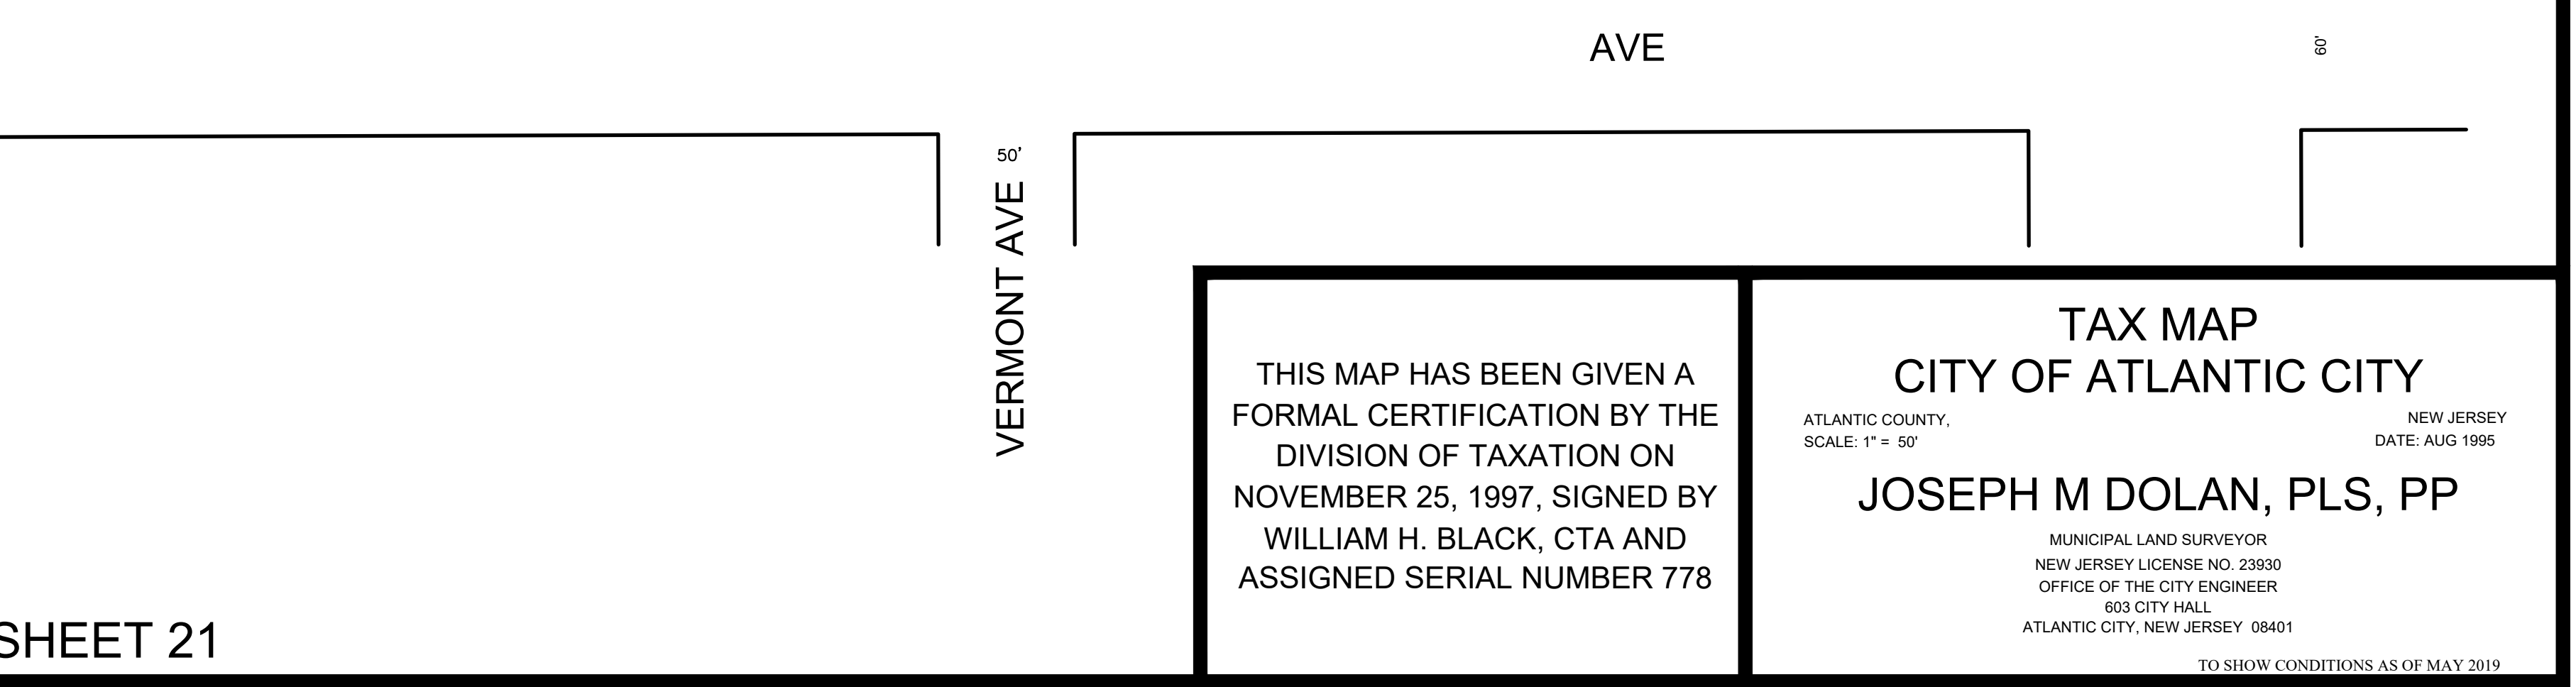 AVE
60'
50'
VERMONT AVE
THIS MAP HAS BEEN GIVEN A
FORMAL CERTIFICATION BY THE
DIVISION OF TAXATION ON
NOVEMBER 25, 1997, SIGNED BY
WILLIAM H. BLACK, CTA AND
ASSIGNED SERIAL NUMBER 778
TAX MAP
CITY OF ATLANTIC CITY
ATLANTIC COUNTY, NEW JERSEY
SCALE: 1" = 50' DATE: AUG 1995
JOSEPH M DOLAN, PLS, PP
MUNICIPAL LAND SURVEYOR
NEW JERSEY LICENSE NO. 23930
OFFICE OF THE CITY ENGINEER
603 CITY HALL
ATLANTIC CITY, NEW JERSEY 08401
TO SHOW CONDITIONS AS OF MAY 2019
SHEET 21